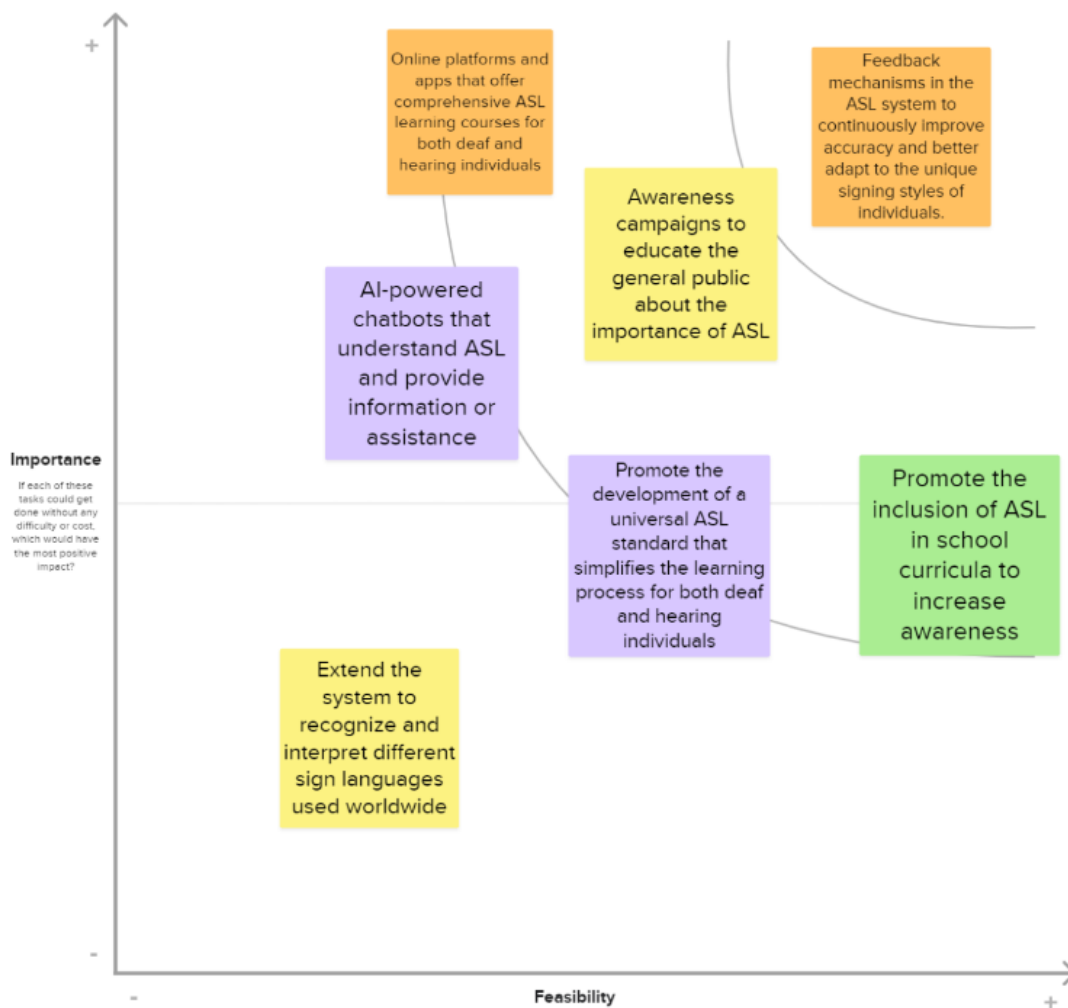 +
Online platforms and
apps that offer
comprehensive ASL
learning courses for
both deaf and
hearing individuals
Feedback
mechanisms in the
ASL system to
continuously improve
accuracy and better
adapt to the unique
signing styles of
individuals.
Awareness
campaigns to
educate the
general public
about the
importance of ASL
AI-powered
chatbots that
understand ASL
and provide
information or
assistance
Importance
If each of these
tasks could get
done without any
difficulty or cost,
which would have
the most positive
impact?
Promote the
development of a
universal ASL
standard that
simplifies the learning
process for both deaf
and hearing
individuals
Promote the
inclusion of ASL
in school
curricula to
increase
awareness
Extend the
system to
recognize and
interpret different
sign languages
used worldwide
-
-
Feasibility
+